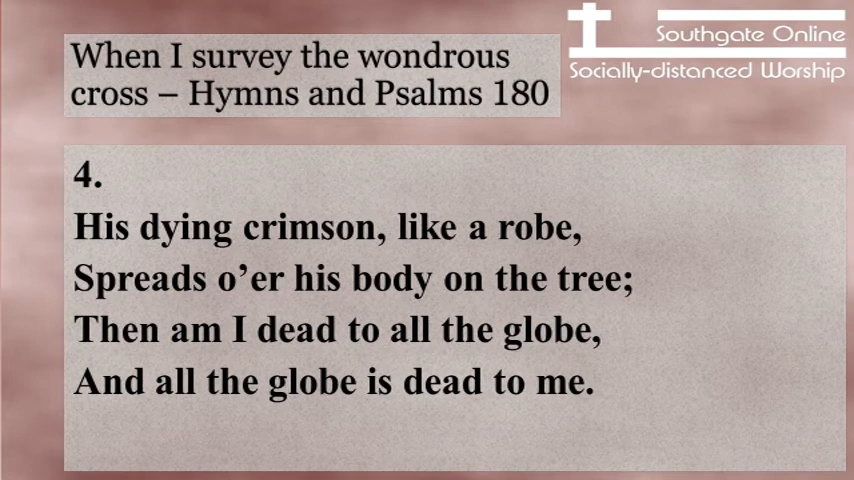 When I survey the wondrous
cross – Hymns and Psalms 180
Southgate Online
Socially-distanced Worship
4.
His dying crimson, like a robe,
Spreads o’er his body on the tree;
Then am I dead to all the globe,
And all the globe is dead to me.